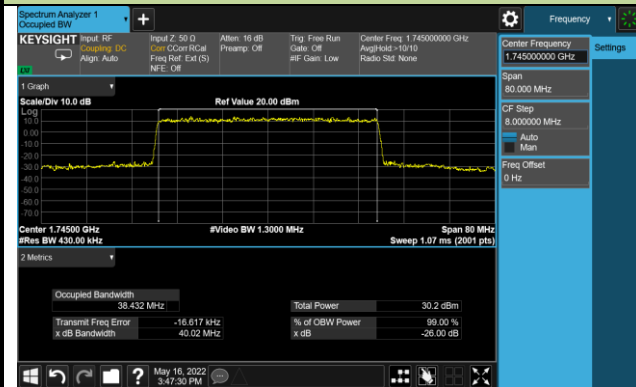 Spectrum Analyzer 1
Occupied BW
Frequency
KEYSIGHT
Input: RF
Coupling: DC
Align: Auto
Input Z: 50 Ω
Corr CCorr RCal
Freq Ref: Ext (S)
NFE: Off
Atten: 16 dB
Preamp: Off
Trig: Free Run
Gate: Off
#IF Gain: Low
Center Freq: 1.745000000 GHz
Avg|Hold:>10/10
Radio Std: None
Center Frequency
1.745000000 GHz
Settings
Span
80.000 MHz
CF Step
8.000000 MHz
Auto
Man
Freq Offset
0 Hz
1 Graph
Scale/Div 10.0 dB
Ref Value 20.00 dBm
Log
10.0
0.00
-10.0
-20.0
-30.0
-40.0
-50.0
-60.0
-70.0
Center 1.74500 GHz
#Video BW 1.3000 MHz
Span 80 MHz
#Res BW 430.00 kHz
Sweep 1.07 ms (2001 pts)
2 Metrics
Occupied Bandwidth
38.432 MHz
Total Power 30.2 dBm
Transmit Freq Error -16.617 kHz
% of OBW Power 99.00 %
x dB Bandwidth 40.02 MHz
x dB -26.00 dB
May 16, 2022
3:47:30 PM